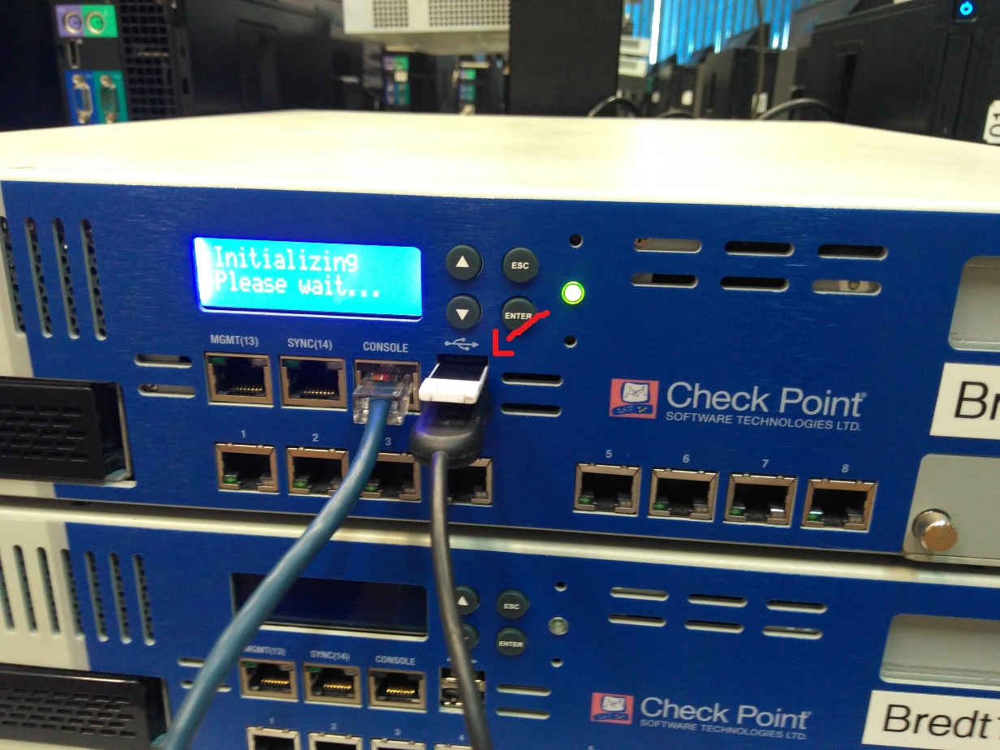 Initializing
Please wait...
ESC
ENTER
MGMT(13)
SYNC(14)
CONSOLE
Check Point
SOFTWARE TECHNOLOGIES LTD.
1
2
3
5
6
7
8
ESC
ENTER
MGMT(13)
SYNC(14)
CONSOLE
Check Point
SOFTWARE TECHNOLOGIES LTD.
Bredt
1
2
3
4
5